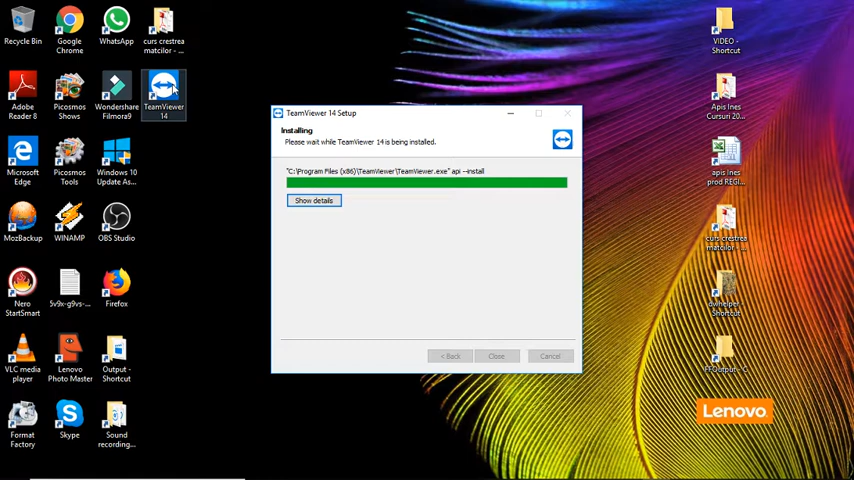 Recycle Bin
Google
Chrome
WhatsApp
curs crestrea
matcilor - ...
Adobe
Reader 8
Picosmos
Shows
Wondershare
Filmora9
TeamViewer
14
Microsoft
Edge
Picosmos
Tools
Windows 10
Update As...
MozBackup
WINAMP
OBS Studio
Nero
StartSmart
5v9x-g9vs-...
Firefox
VLC media
player
Lenovo
Photo Master
Output -
Shortcut
Format
Factory
Skype
Sound
recording...
TeamViewer 14 Setup
Installing
Please wait while TeamViewer 14 is being installed.
"C:\Program Files (x86)\TeamViewer\TeamViewer.exe" api --install
Show details
< Back
Close
Cancel
VIDEO -
Shortcut
Apis Ines
Cursuri 20...
apis Ines
prod REGI...
curs crestrea
matcilor - ...
dwhelper -
Shortcut
FFOutput - C
Lenovo